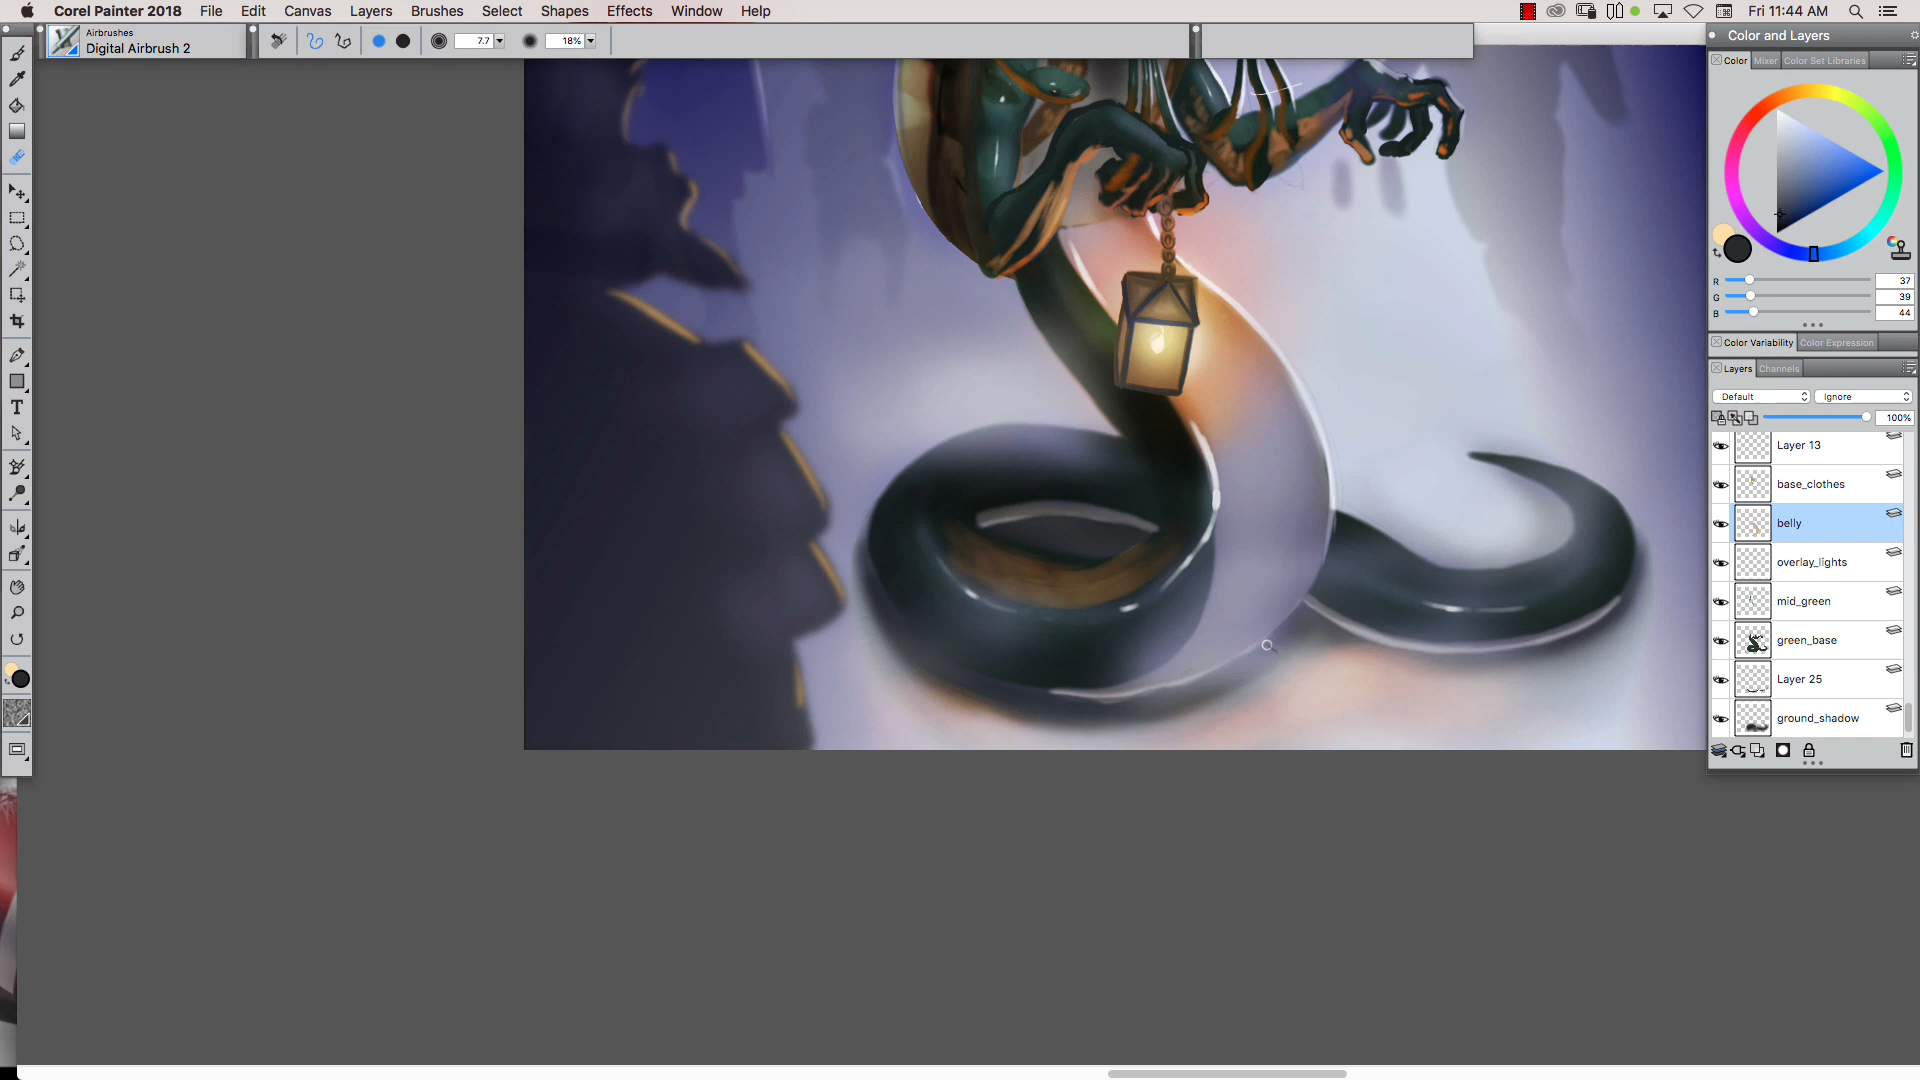 Corel Painter 2018 File Edit Canvas Layers Brushes Select Shapes Effects Window Help Fri 11:44 AM
Airbrushes
Digital Airbrush 2
7.7
18%
Color and Layers
Color Mixer Color Set Libraries
R 37
G 39
B 44
Color Variability Color Expression
Layers Channels
Default Ignore
100%
Layer 13
base_clothes
belly
overlay_lights
mid_green
green_base
Layer 25
ground_shadow
T